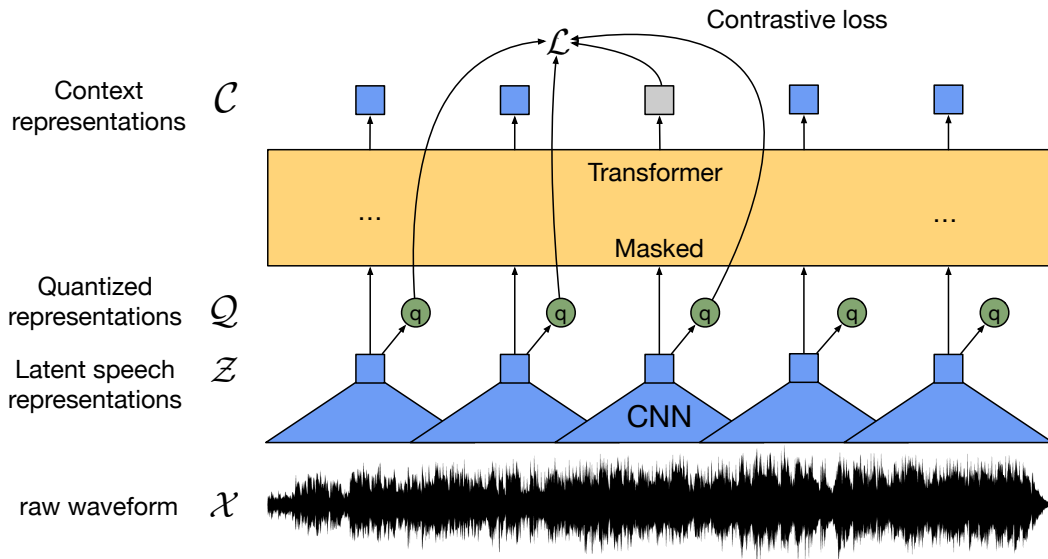 Contrastive loss
ℒ
Context
representations 𝒞
Transformer
... ...
Masked
Quantized
representations 𝒬
q q q q q
Latent speech
representations 𝒵
CNN
raw waveform 𝒳